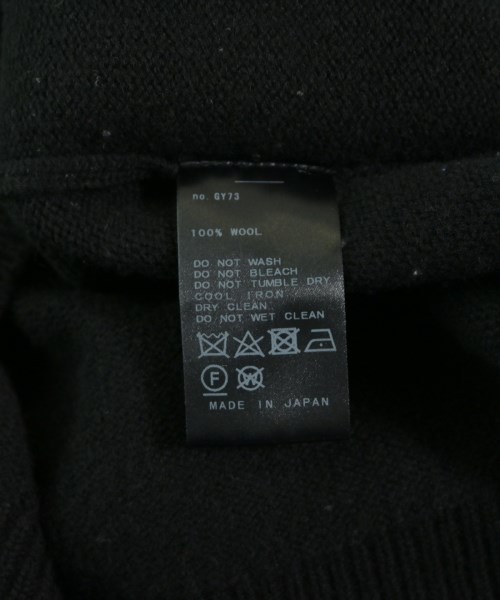 no. GY73
100% WOOL
DO NOT WASH
DO NOT BLEACH
DO NOT TUMBLE DRY
COOL IRON
DRY CLEAN
DO NOT WET CLEAN
F W
MADE IN JAPAN